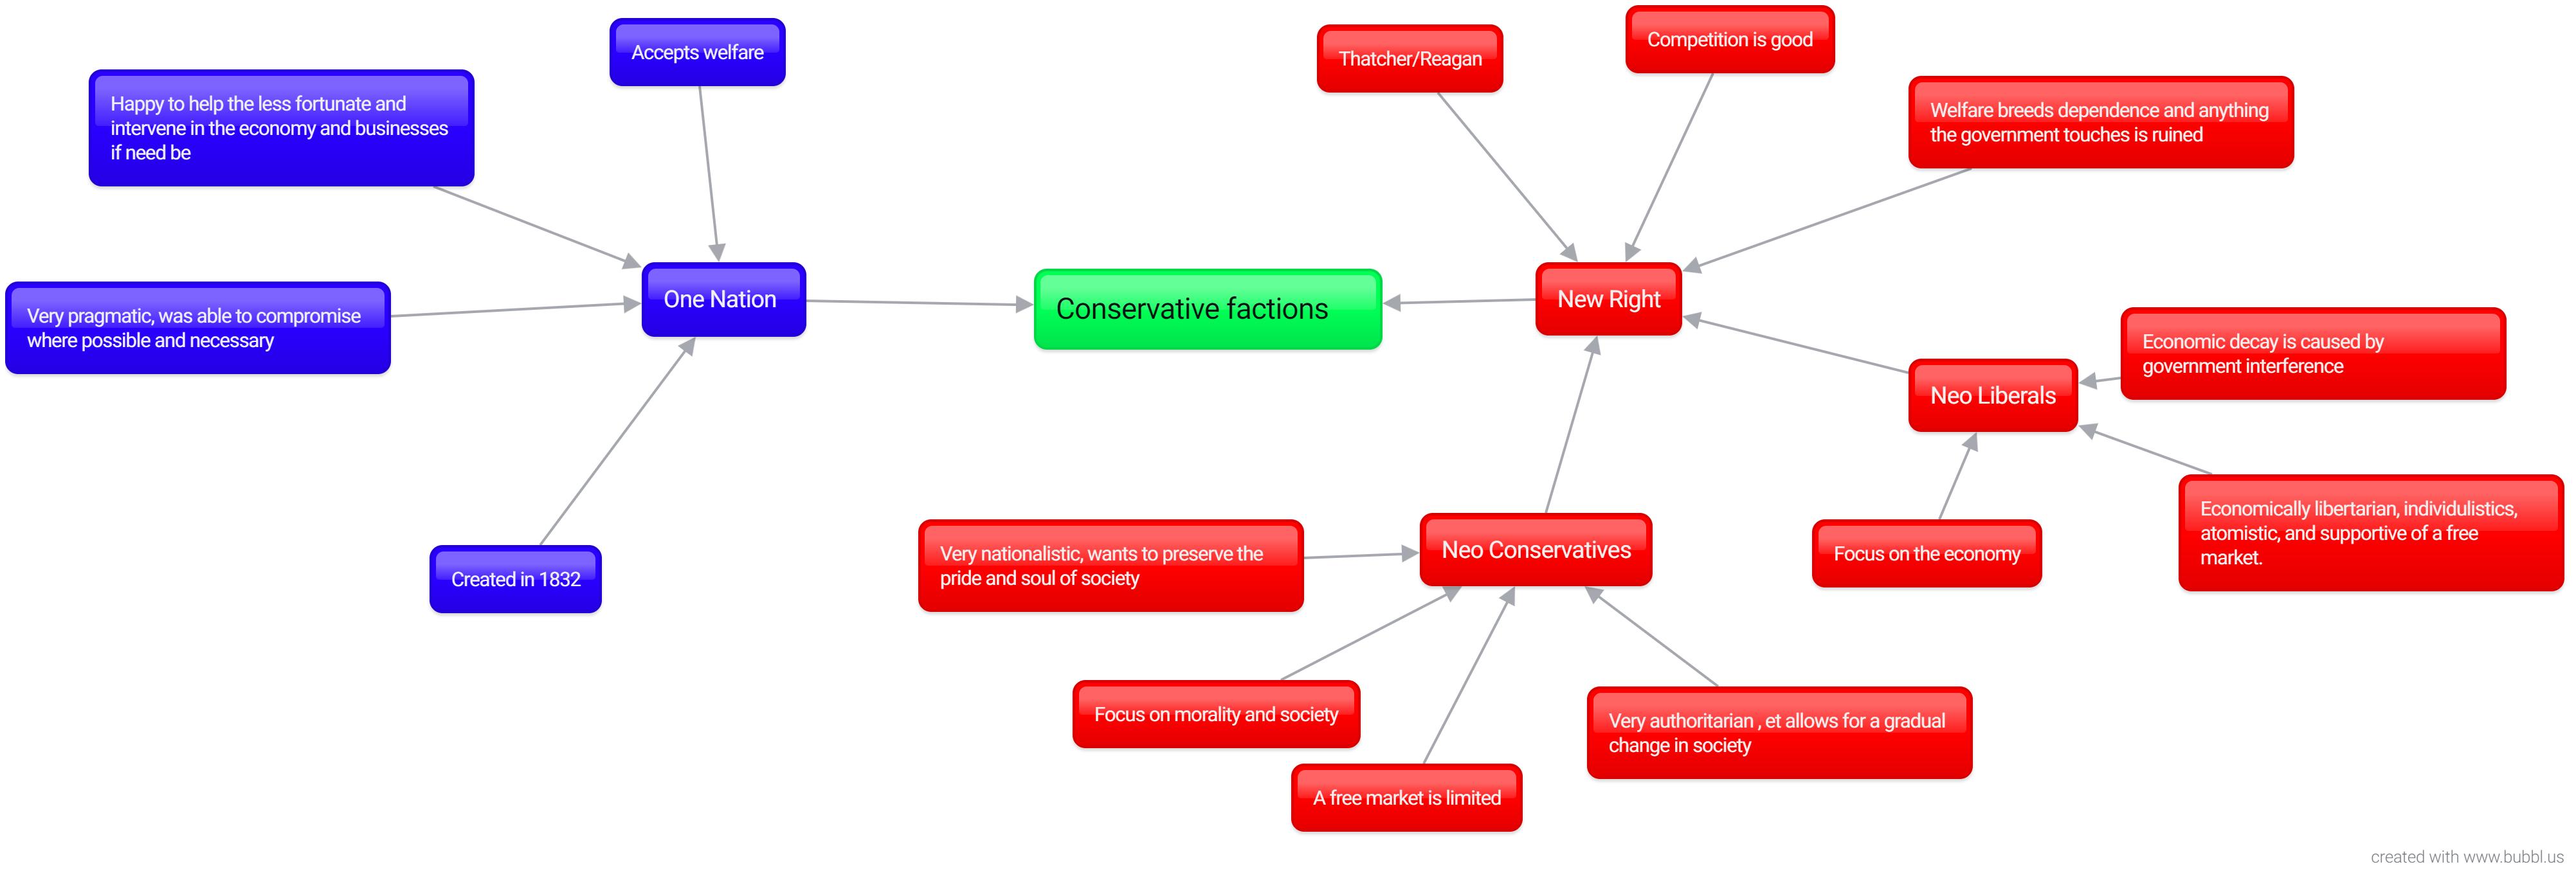 Accepts welfare
Happy to help the less fortunate and
intervene in the economy and businesses
if need be
Very pragmatic, was able to compromise
where possible and necessary
One Nation
Created in 1832
Conservative factions
Thatcher/Reagan
Competition is good
Welfare breeds dependence and anything
the government touches is ruined
New Right
Neo Liberals
Economic decay is caused by
government interference
Focus on the economy
Economically libertarian, individulistics,
atomistic, and supportive of a free
market.
Neo Conservatives
Very nationalistic, wants to preserve the
pride and soul of society
Focus on morality and society
A free market is limited
Very authoritarian , et allows for a gradual
change in society
created with www.bubbl.us